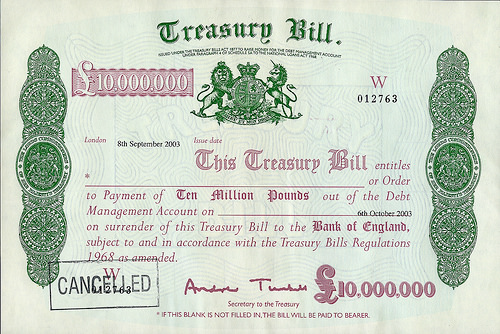 Treasury Bill.
ISSUED UNDER THE TREASURY BILLS ACT 1877 TO RAISE MONEY FOR THE DEBT MANAGEMENT ACCOUNT
UNDER PARAGRAPH 4 OF SCHEDULE 5A TO THE NATIONAL LOANS ACT 1968
£10,000,000
W
012763
London 8th September 2003 Issue date
This Treasury Bill entitles
* or Order
to Payment of Ten Million Pounds out of the Debt
Management Account on 6th October 2003
on surrender of this Treasury Bill to the Bank of England,
subject to and in accordance with the Treasury Bills Regulations
1968 as amended.
W
012763
CANCELLED
£10,000,000
Secretary to the Treasury
* IF THIS BLANK IS NOT FILLED IN, THE BILL WILL BE PAID TO BEARER.